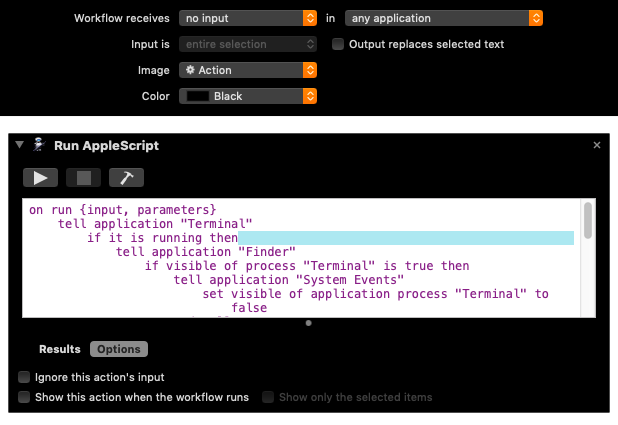 Workflow receives no input in any application
Input is entire selection Output replaces selected text
Image Action
Color Black
Run AppleScript
on run {input, parameters}
tell application "Terminal"
if it is running then
tell application "Finder"
if visible of process "Terminal" is true then
tell application "System Events"
set visible of application process "Terminal" to
false
Results Options
Ignore this action's input
Show this action when the workflow runs Show only the selected items